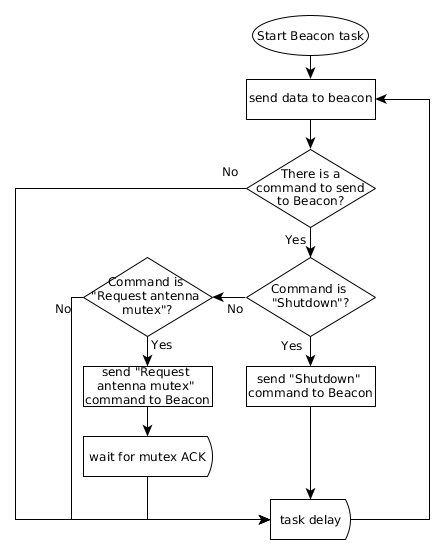 Start Beacon task
send data to beacon
There is a
command to send
to Beacon?
No
Yes
Command is
"Shutdown"?
No
Yes
Command is
"Request antenna
mutex"?
No
Yes
send "Request
antenna mutex"
command to Beacon
send "Shutdown"
command to Beacon
wait for mutex ACK
task delay